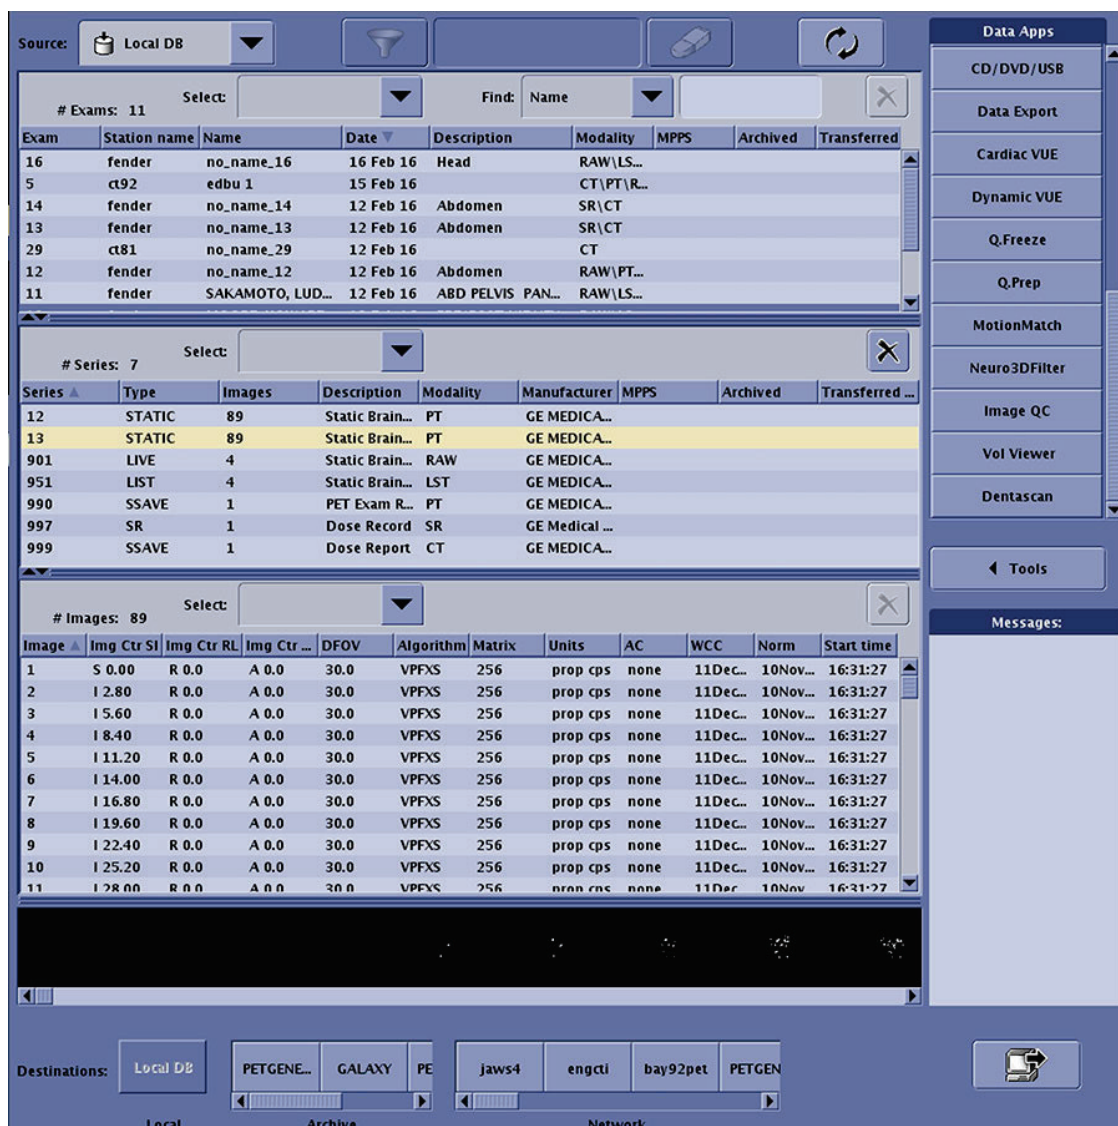 Source: Local DB Data Apps
CD/DVD/USB
Data Export
Cardiac VUE
Dynamic VUE
Q.Freeze
Q.Prep
MotionMatch
Neuro3DFilter
Image QC
Vol Viewer
Dentascan
Tools
Messages:
# Exams: 11 Select: Find: Name
Exam Station name Name Date Description Modality MPPS Archived Transferred
16 fender no_name_16 16 Feb 16 Head RAW\LS...
5 ct92 edbu 1 15 Feb 16 CT\PT\R...
14 fender no_name_14 12 Feb 16 Abdomen SR\CT
13 fender no_name_13 12 Feb 16 Abdomen SR\CT
29 ct81 no_name_29 12 Feb 16 CT
12 fender no_name_12 12 Feb 16 Abdomen RAW\PT...
11 fender SAKAMOTO, LUD... 12 Feb 16 ABD PELVIS PAN... RAW\LS...
# Series: 7 Select:
Series Type Images Description Modality Manufacturer MPPS Archived Transferred ...
12 STATIC 89 Static Brain... PT GE MEDICA...
13 STATIC 89 Static Brain... PT GE MEDICA...
901 LIVE 4 Static Brain... RAW GE MEDICA...
951 LIST 4 Static Brain... LST GE MEDICA...
990 SSAVE 1 PET Exam R... PT GE MEDICA...
997 SR 1 Dose Record SR GE Medical ...
999 SSAVE 1 Dose Report CT GE MEDICA...
# Images: 89 Select:
Image Img Ctr SI Img Ctr RL Img Ctr ... DFOV Algorithm Matrix Units AC WCC Norm Start time
1 S 0.00 R 0.0 A 0.0 30.0 VPFXS 256 prop cps none 11Dec... 10Nov... 16:31:27
2 I 2.80 R 0.0 A 0.0 30.0 VPFXS 256 prop cps none 11Dec... 10Nov... 16:31:27
3 I 5.60 R 0.0 A 0.0 30.0 VPFXS 256 prop cps none 11Dec... 10Nov... 16:31:27
4 I 8.40 R 0.0 A 0.0 30.0 VPFXS 256 prop cps none 11Dec... 10Nov... 16:31:27
5 I 11.20 R 0.0 A 0.0 30.0 VPFXS 256 prop cps none 11Dec... 10Nov... 16:31:27
6 I 14.00 R 0.0 A 0.0 30.0 VPFXS 256 prop cps none 11Dec... 10Nov... 16:31:27
7 I 16.80 R 0.0 A 0.0 30.0 VPFXS 256 prop cps none 11Dec... 10Nov... 16:31:27
8 I 19.60 R 0.0 A 0.0 30.0 VPFXS 256 prop cps none 11Dec... 10Nov... 16:31:27
9 I 22.40 R 0.0 A 0.0 30.0 VPFXS 256 prop cps none 11Dec... 10Nov... 16:31:27
10 I 25.20 R 0.0 A 0.0 30.0 VPFXS 256 prop cps none 11Dec... 10Nov... 16:31:27
11 I 28.00 R 0.0 A 0.0 30.0 VPFXS 256 prop cps none 11Dec 10Nov 16:31:27
Destinations: Local DB PETGENE... GALAXY PE jaws4 engcti bay92pet PETGEN
Local Archive Network